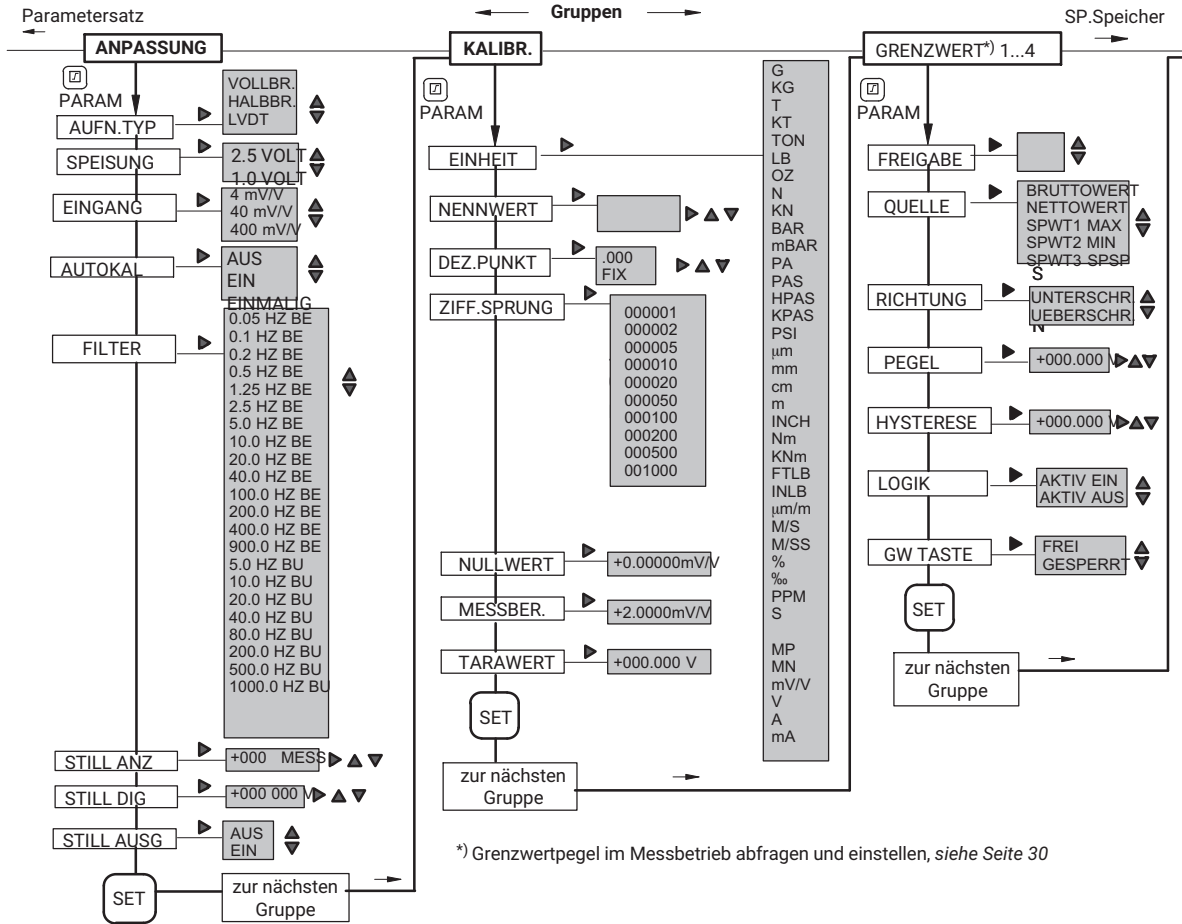 Parametersatz
Gruppen
SP.Speicher
ANPASSUNG
PARAM
AUFN.TYP
VOLLBR.
HALBBR.
LVDT
SPEISUNG
2.5 VOLT
1.0 VOLT
EINGANG
4 mV/V
40 mV/V
400 mV/V
AUTOKAL
AUS
EIN
EINMALIG
FILTER
0.05 HZ BE
0.1 HZ BE
0.2 HZ BE
0.5 HZ BE
1.25 HZ BE
2.5 HZ BE
5.0 HZ BE
10.0 HZ BE
20.0 HZ BE
40.0 HZ BE
100.0 HZ BE
200.0 HZ BE
400.0 HZ BE
900.0 HZ BE
5.0 HZ BU
10.0 HZ BU
20.0 HZ BU
40.0 HZ BU
80.0 HZ BU
200.0 HZ BU
500.0 HZ BU
1000.0 HZ BU
STILL ANZ
+000 MESS
STILL DIG
+000 000 V
STILL AUSG
AUS
EIN
SET
zur nächsten
Gruppe
KALIBR.
PARAM
EINHEIT
G
KG
T
KT
TON
LB
OZ
N
KN
BAR
mBAR
PA
PAS
HPAS
KPAS
PSI
µm
mm
cm
m
INCH
Nm
KNm
FTLB
INLB
µm/m
M/S
M/SS
%
‰
PPM
S
MP
MN
mV/V
V
A
mA
NENNWERT
DEZ.PUNKT
.000
FIX
ZIFF.SPRUNG
000001
000002
000005
000010
000020
000050
000100
000200
000500
001000
NULLWERT
+0.00000mV/V
MESSBER.
+2.0000mV/V
TARAWERT
+000.000 V
SET
zur nächsten
Gruppe
GRENZWERT*) 1...4
PARAM
FREIGABE
QUELLE
BRUTTOWERT
NETTOWERT
SPWT1 MAX
SPWT2 MIN
SPWT3 SPSP
S
RICHTUNG
UNTERSCHR.
UEBERSCHR.
N
PEGEL
+000.000 V
HYSTERESE
+000.000 V
LOGIK
AKTIV EIN
AKTIV AUS
GW TASTE
FREI
GESPERRT
SET
zur nächsten
Gruppe
*) Grenzwertpegel im Messbetrieb abfragen und einstellen, siehe Seite 30